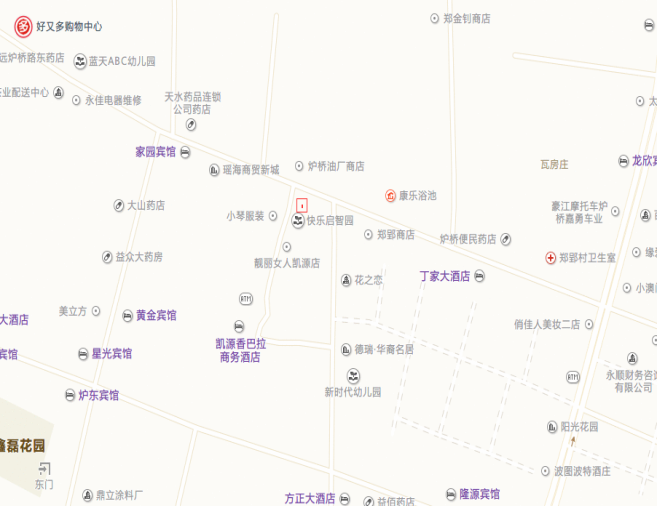 郑金钊商店
好又多购物中心
远炉桥路东药店
蓝天ABC幼儿园
业配送中心
永佳电器维修
天水药品连锁
公司药店
太
家园宾馆
瑶海商贸新城
炉桥油厂商店
瓦房庄
龙欣宾
康乐浴池
大山药店
小琴服装
快乐启智园
豪江摩托车炉
桥嘉勇车业
郑郢商店
炉桥便民药店
益众大药房
靓丽女人凯源店
郑郢村卫生室
缘
丁家大酒店
花之恋
小澳
ATM
美立方
黄金宾馆
大酒店
俏佳人美妆二店
凯源香巴拉
商务酒店
宾馆
星光宾馆
德瑞·华裔名居
永顺财务咨询
有限公司
ATM
新时代幼儿园
炉东宾馆
阳光花园
鑫磊花园
东门
波图波特酒庄
鼎立涂料厂
方正大酒店
益佰药店
隆源宾馆